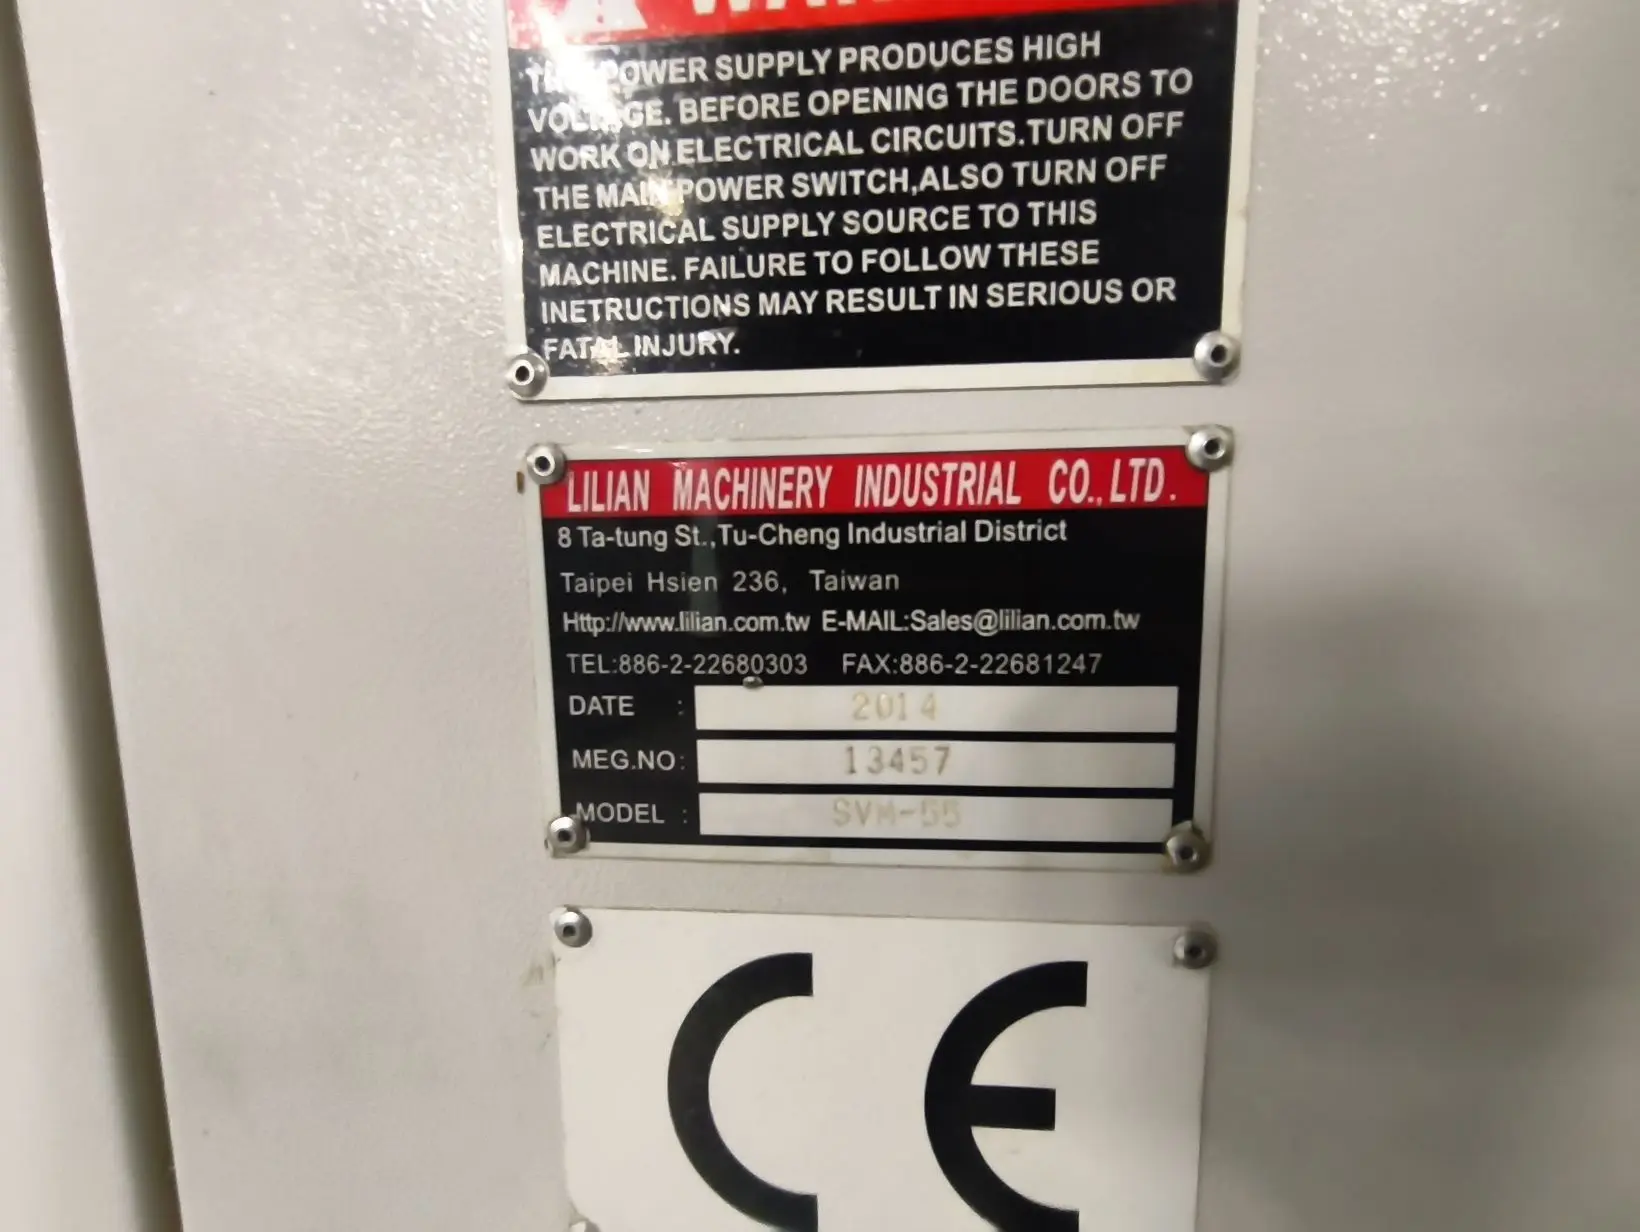 THIS POWER SUPPLY PRODUCES HIGH
VOLTAGE. BEFORE OPENING THE DOORS TO
WORK ON ELECTRICAL CIRCUITS.TURN OFF
THE MAIN POWER SWITCH,ALSO TURN OFF
ELECTRICAL SUPPLY SOURCE TO THIS
MACHINE. FAILURE TO FOLLOW THESE
INETRUCTIONS MAY RESULT IN SERIOUS OR
FATAL INJURY.
LILIAN MACHINERY INDUSTRIAL CO.,LTD.
8 Ta-tung St.,Tu-Cheng Industrial District
Taipei Hsien 236, Taiwan
Http://www.lilian.com.tw E-MAIL:Sales@lilian.com.tw
TEL:886-2-22680303 FAX:886-2-22681247
DATE : 2014
MEG.NO: 13457
MODEL : SVM-55
CE